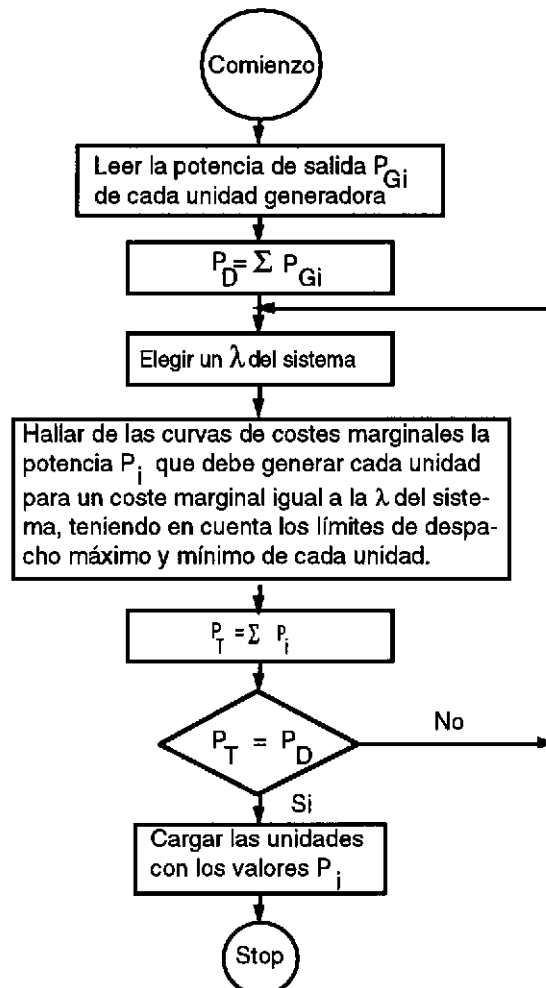 Comienzo
Leer la potencia de salida P_Gi
de cada unidad generadora
P_D = Σ P_Gi
Elegir un λ del sistema
Hallar de las curvas de costes marginales la
potencia P_i que debe generar cada unidad
para un coste marginal igual a la λ del siste-
ma, teniendo en cuenta los límites de despa-
cho máximo y mínimo de cada unidad.
P_T = Σ P_i
P_T = P_D
No
Si
Cargar las unidades
con los valores P_i
Stop